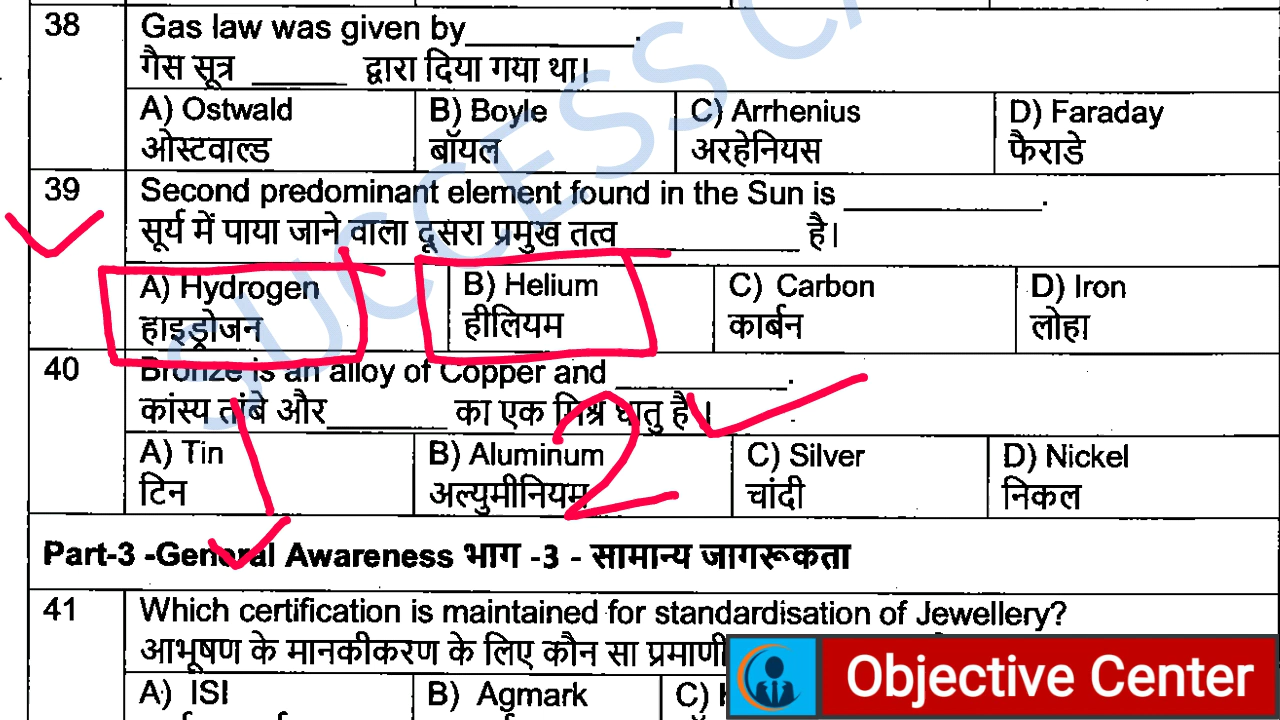 38 Gas law was given by__________.
गैस सूत्र ______ द्वारा दिया गया था।
A) Ostwald B) Boyle C) Arrhenius D) Faraday
ओस्टवाल्ड बॉयल अरहेनियस फैराडे
39 Second predominant element found in the Sun is ____________.
सूर्य में पाया जाने वाला दूसरा प्रमुख तत्व ____________ है।
A) Hydrogen B) Helium C) Carbon D) Iron
हाइड्रोजन हीलियम कार्बन लोहा
40 Bronze is an alloy of Copper and __________.
कांस्य तांबे और_______ का एक मिश्र धातु है ।
1 2
A) Tin B) Aluminum C) Silver D) Nickel
टिन अल्युमीनियम चांदी निकल
Part-3 -General Awareness भाग -3 - सामान्य जागरूकता
41 Which certification is maintained for standardisation of Jewellery?
आभूषण के मानकीकरण के लिए कौन सा
A) ISI B) Agmark C)
SUCCESS
Objective Center